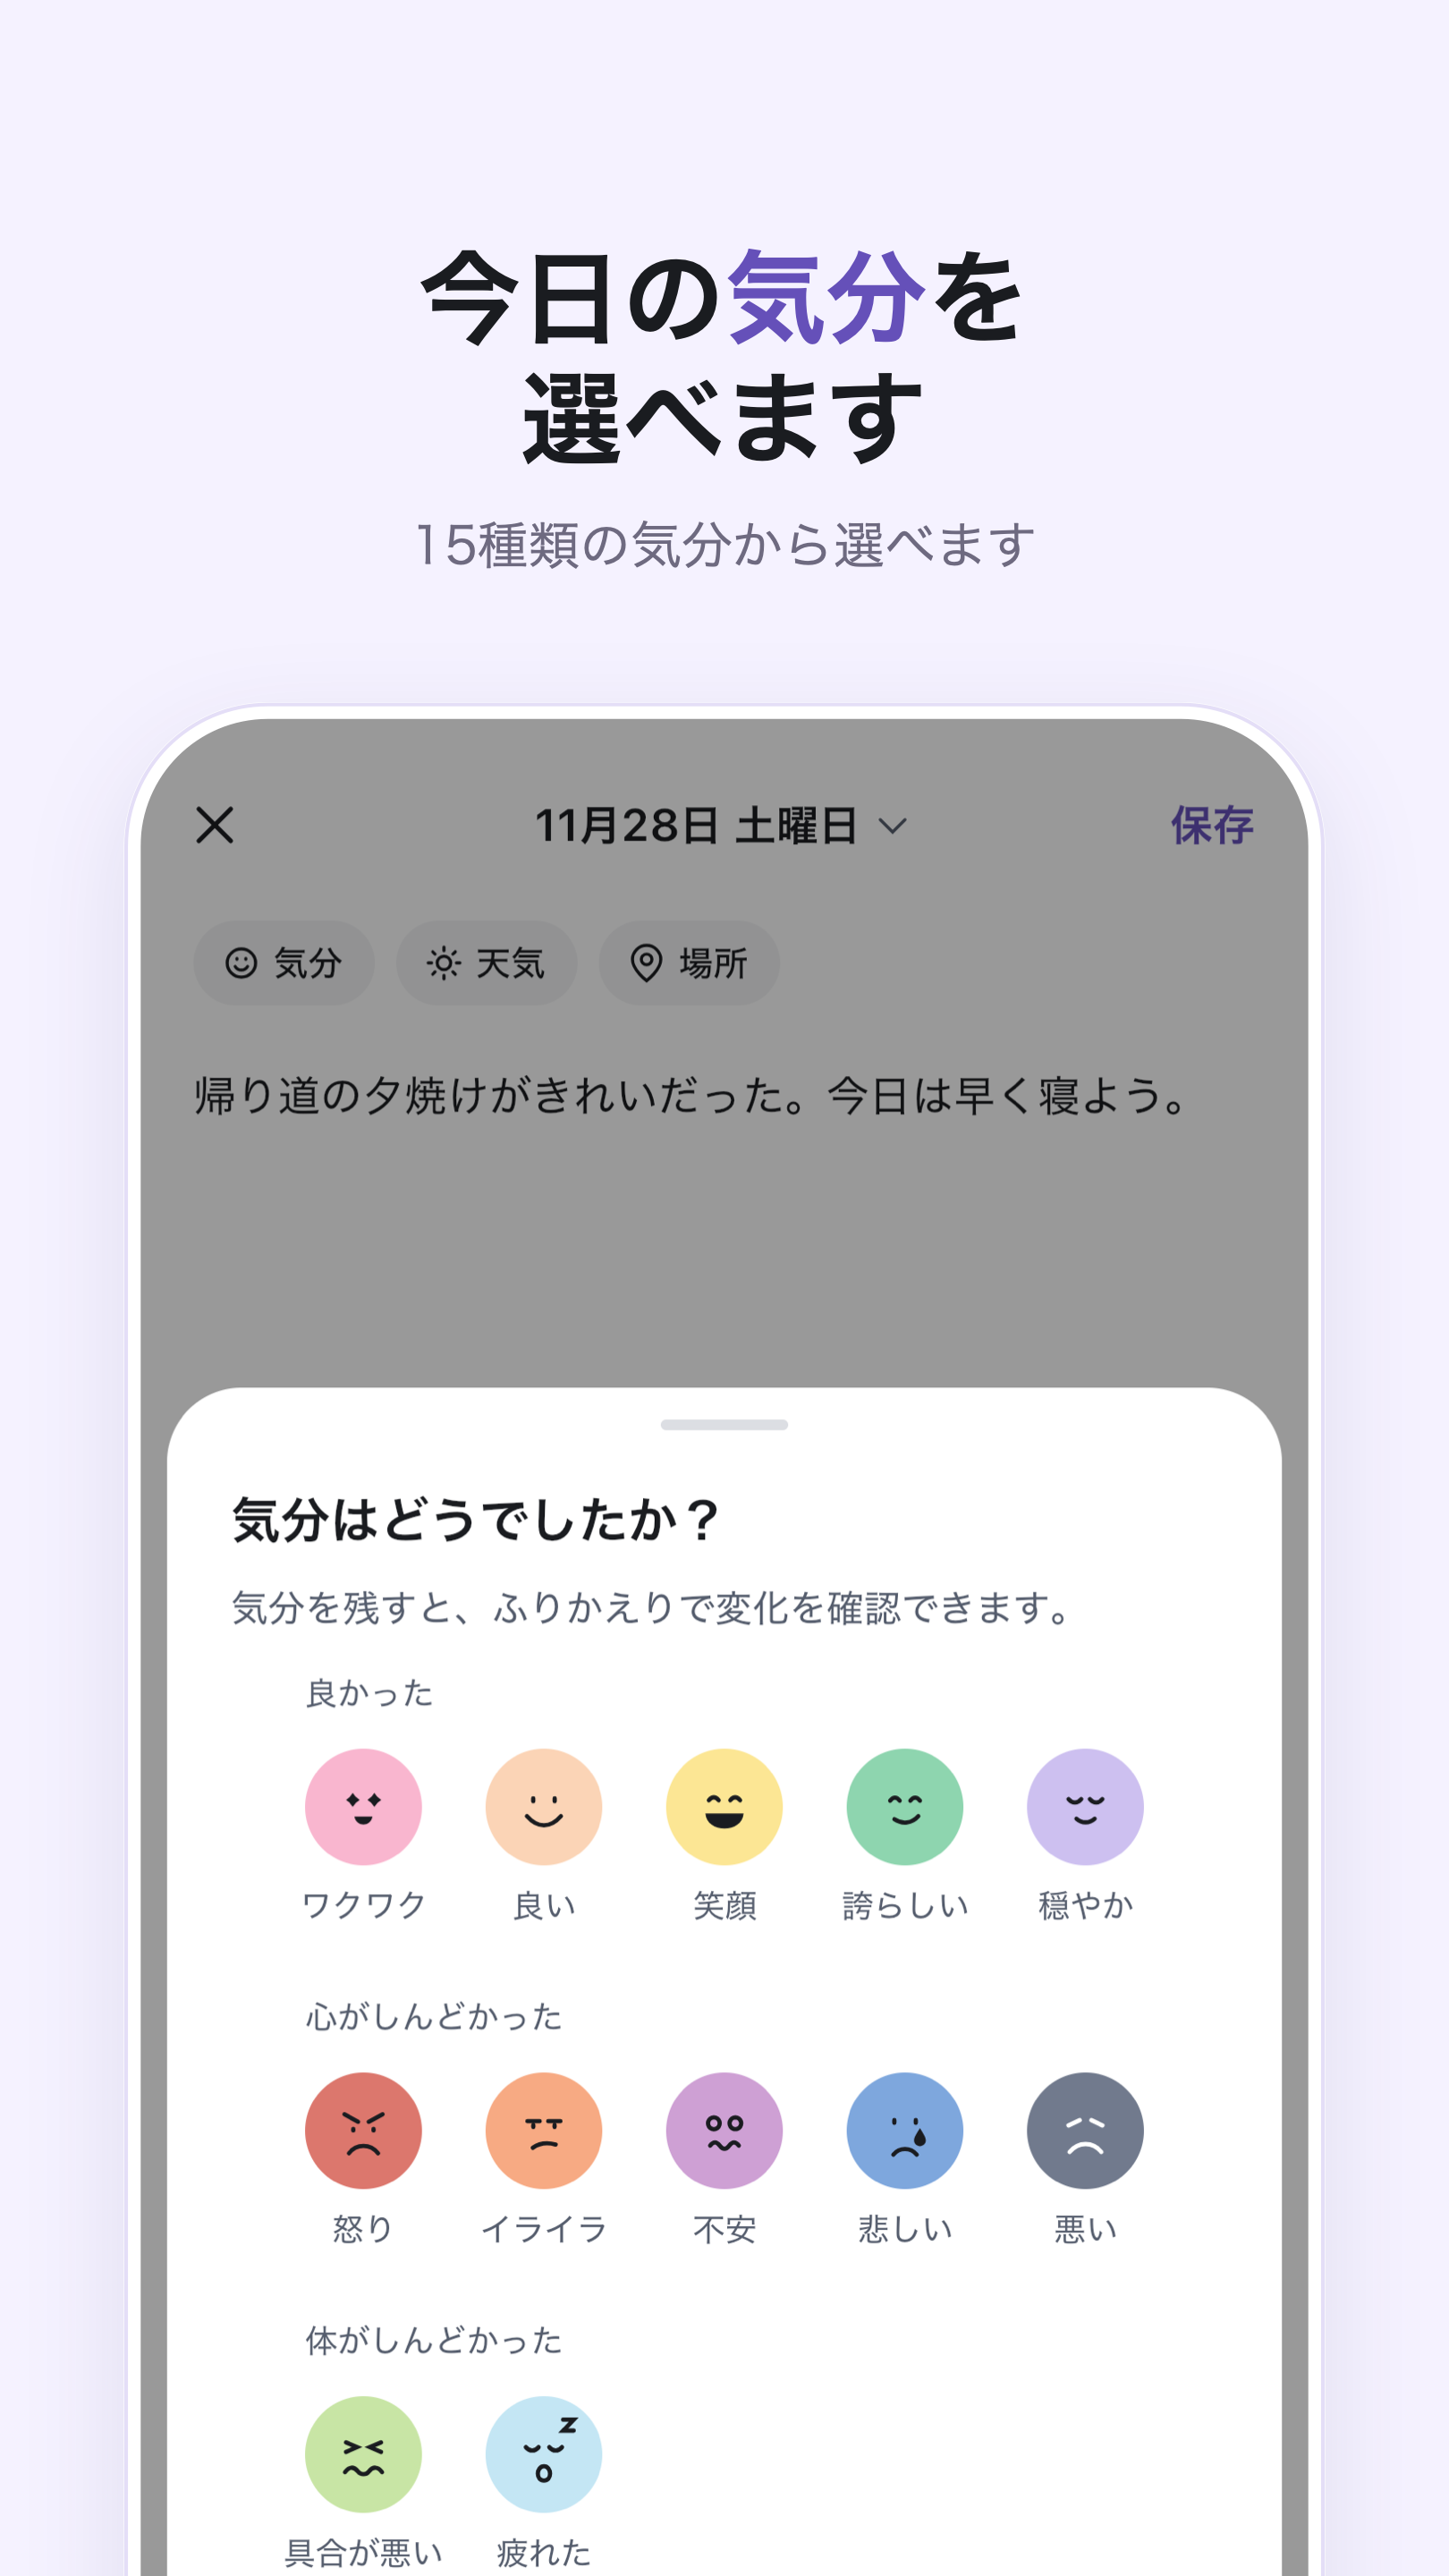 今日の気分を
選べます
15種類の気分から選べます
11月28日 土曜日
保存
気分 天気 場所
帰り道の夕焼けがきれいだった。今日は早く寝よう。
気分はどうでしたか？
気分を残すと、ふりかえりで変化を確認できます。
良かった
ワクワク 良い 笑顔 誇らしい 穏やか
心がしんどかった
怒り イライラ 不安 悲しい 悪い
体がしんどかった
z
具合が悪い 疲れた